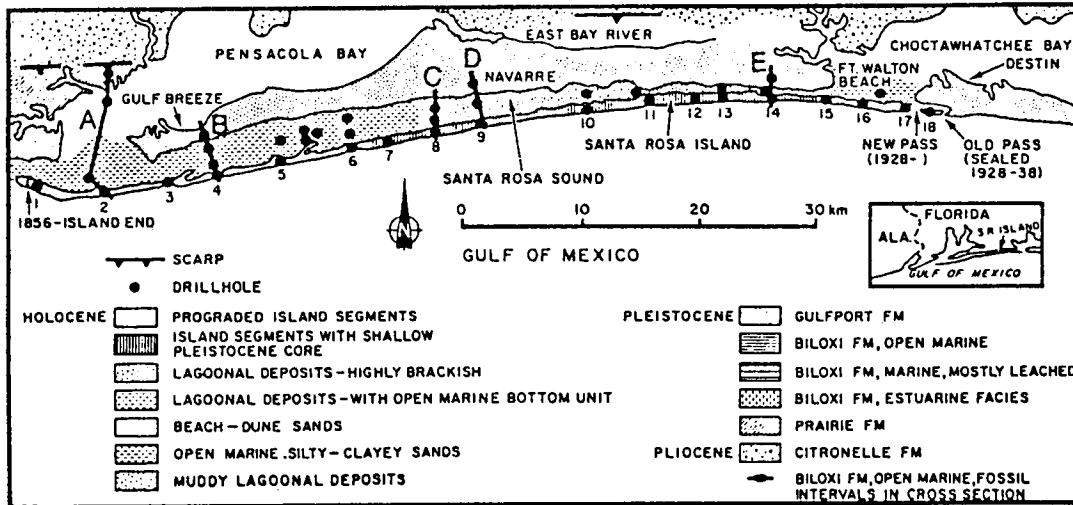 PENSACOLA BAY
EAST BAY RIVER
CHOCTAWHATCHEE BAY
DESTIN
FT. WALTON
BEACH
NAVARRE
GULF BREEZE
A
B
C
D
E
1
2
3
4
5
6
7
8
9
10
11
12
13
14
15
16
17
18
1856-ISLAND END
SANTA ROSA SOUND
SANTA ROSA ISLAND
NEW PASS
(1928- )
OLD PASS
(SEALED
1928-38)
N
0 10 20 30 km
GULF OF MEXICO
FLORIDA
ALA.
S.R. ISLAND
GULF OF MEXICO
SCARP
DRILLHOLE
HOLOCENE
PROGRADED ISLAND SEGMENTS
ISLAND SEGMENTS WITH SHALLOW
PLEISTOCENE CORE
LAGOONAL DEPOSITS-HIGHLY BRACKISH
LAGOONAL DEPOSITS-WITH OPEN MARINE BOTTOM UNIT
BEACH-DUNE SANDS
OPEN MARINE.SILTY-CLAYEY SANDS
MUDDY LAGOONAL DEPOSITS
PLEISTOCENE
GULFPORT FM
BILOXI FM, OPEN MARINE
BILOXI FM, MARINE, MOSTLY LEACHED
BILOXI FM, ESTUARINE FACIES
PRAIRIE FM
PLIOCENE
CITRONELLE FM
BILOXI FM, OPEN MARINE, FOSSIL
INTERVALS IN CROSS SECTION